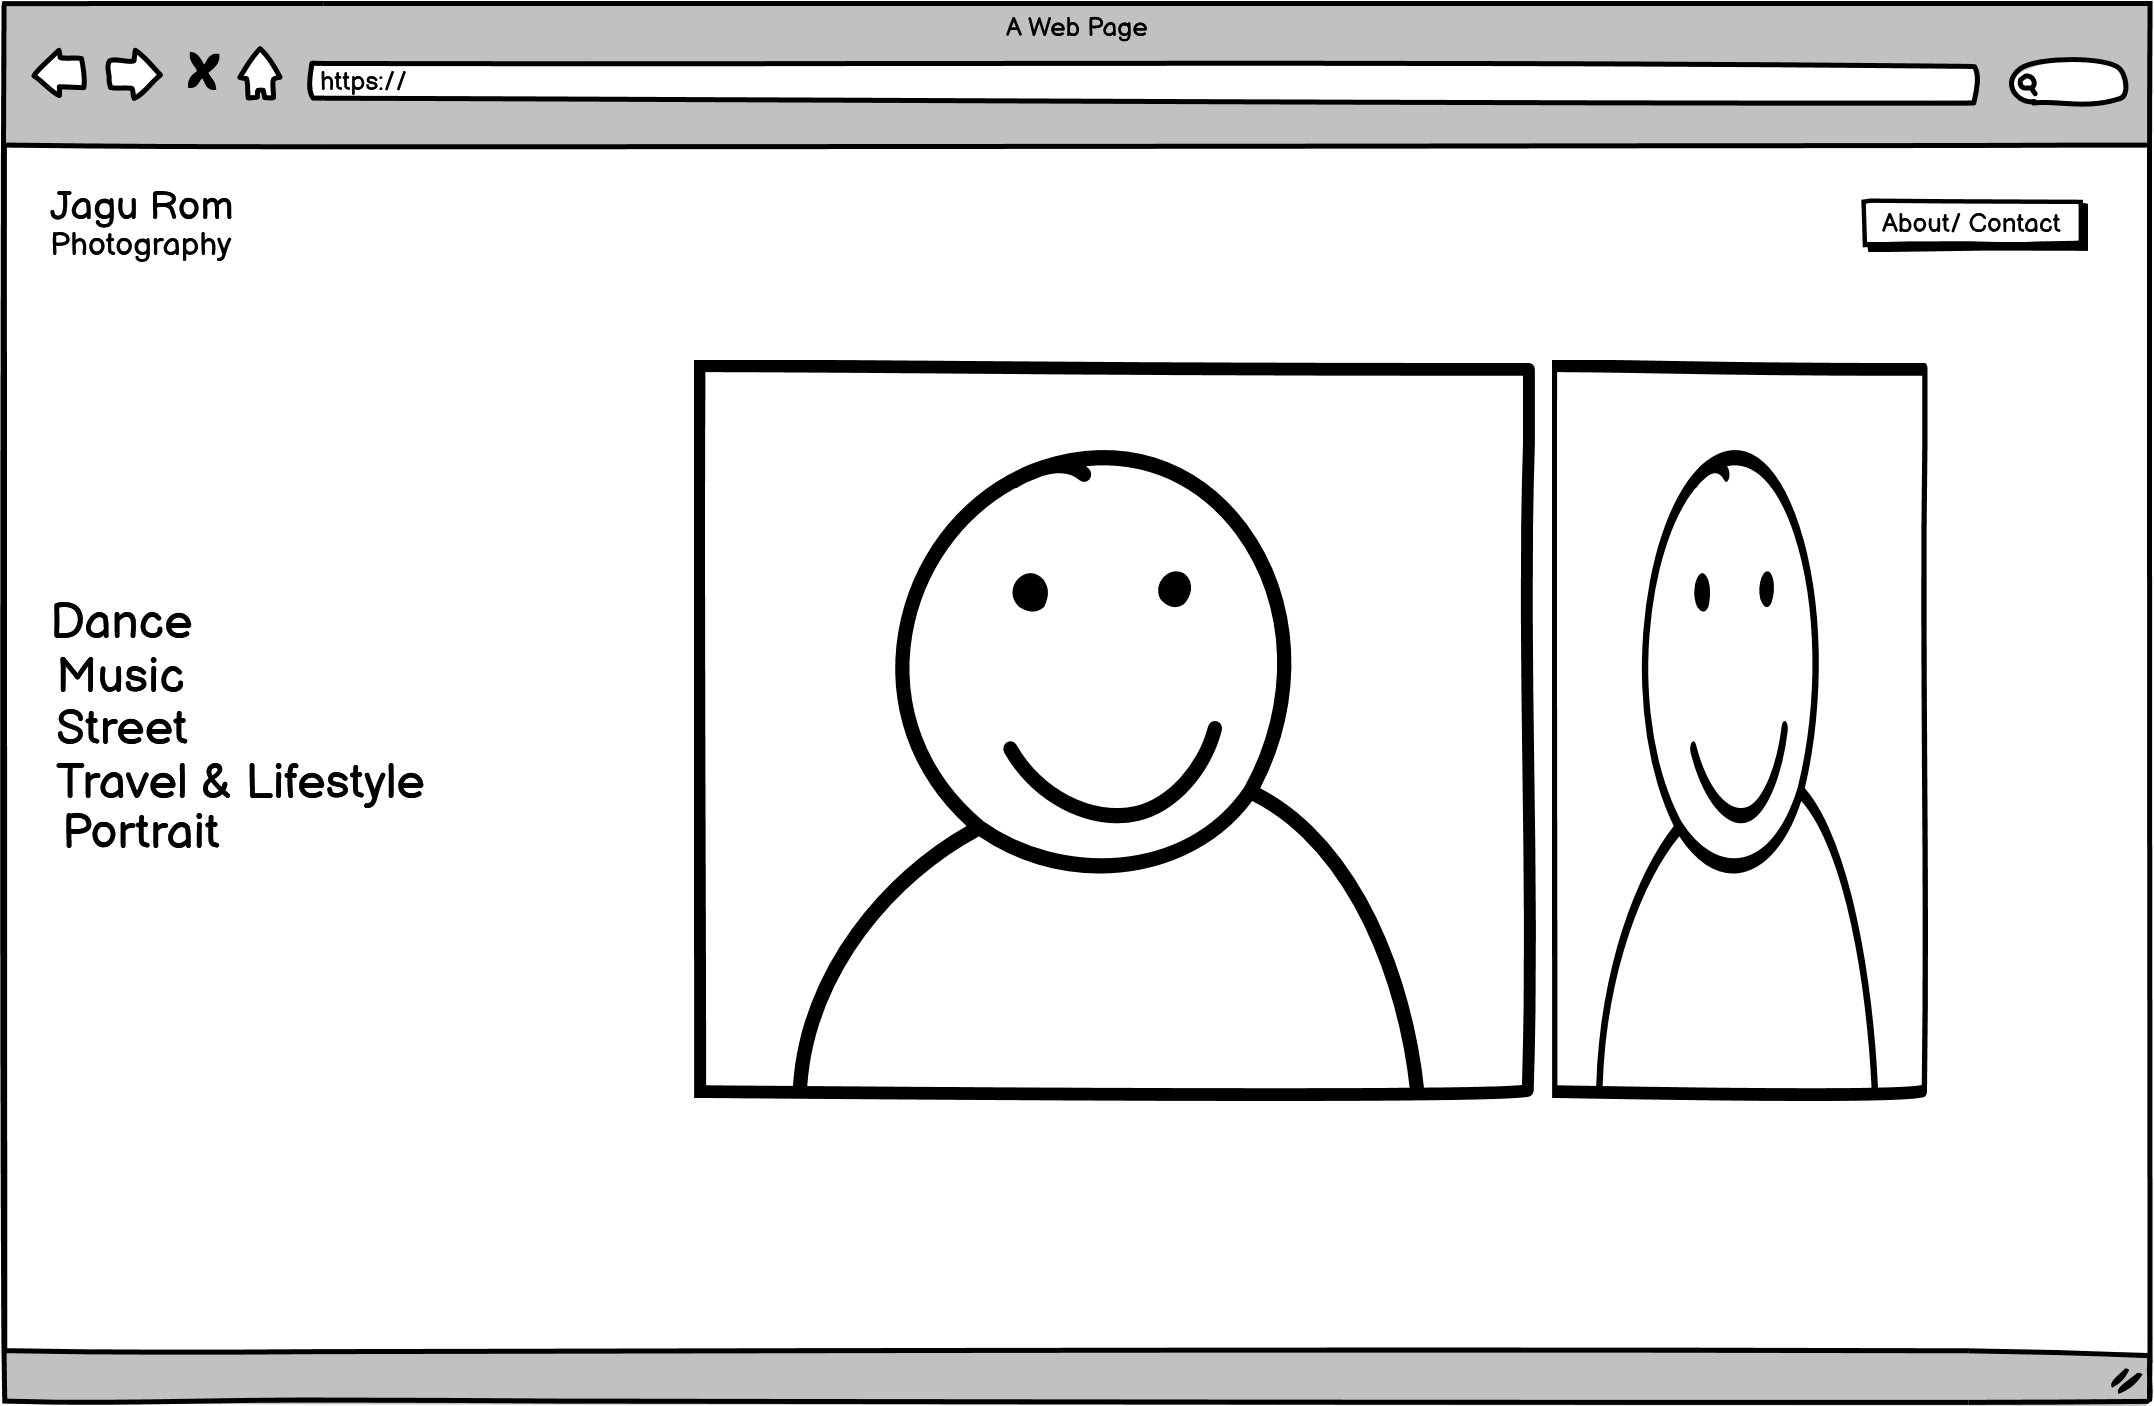 A Web Page
https://
Jagu Rom
Photography
About/ Contact
Dance
Music
Street
Travel & Lifestyle
Portrait